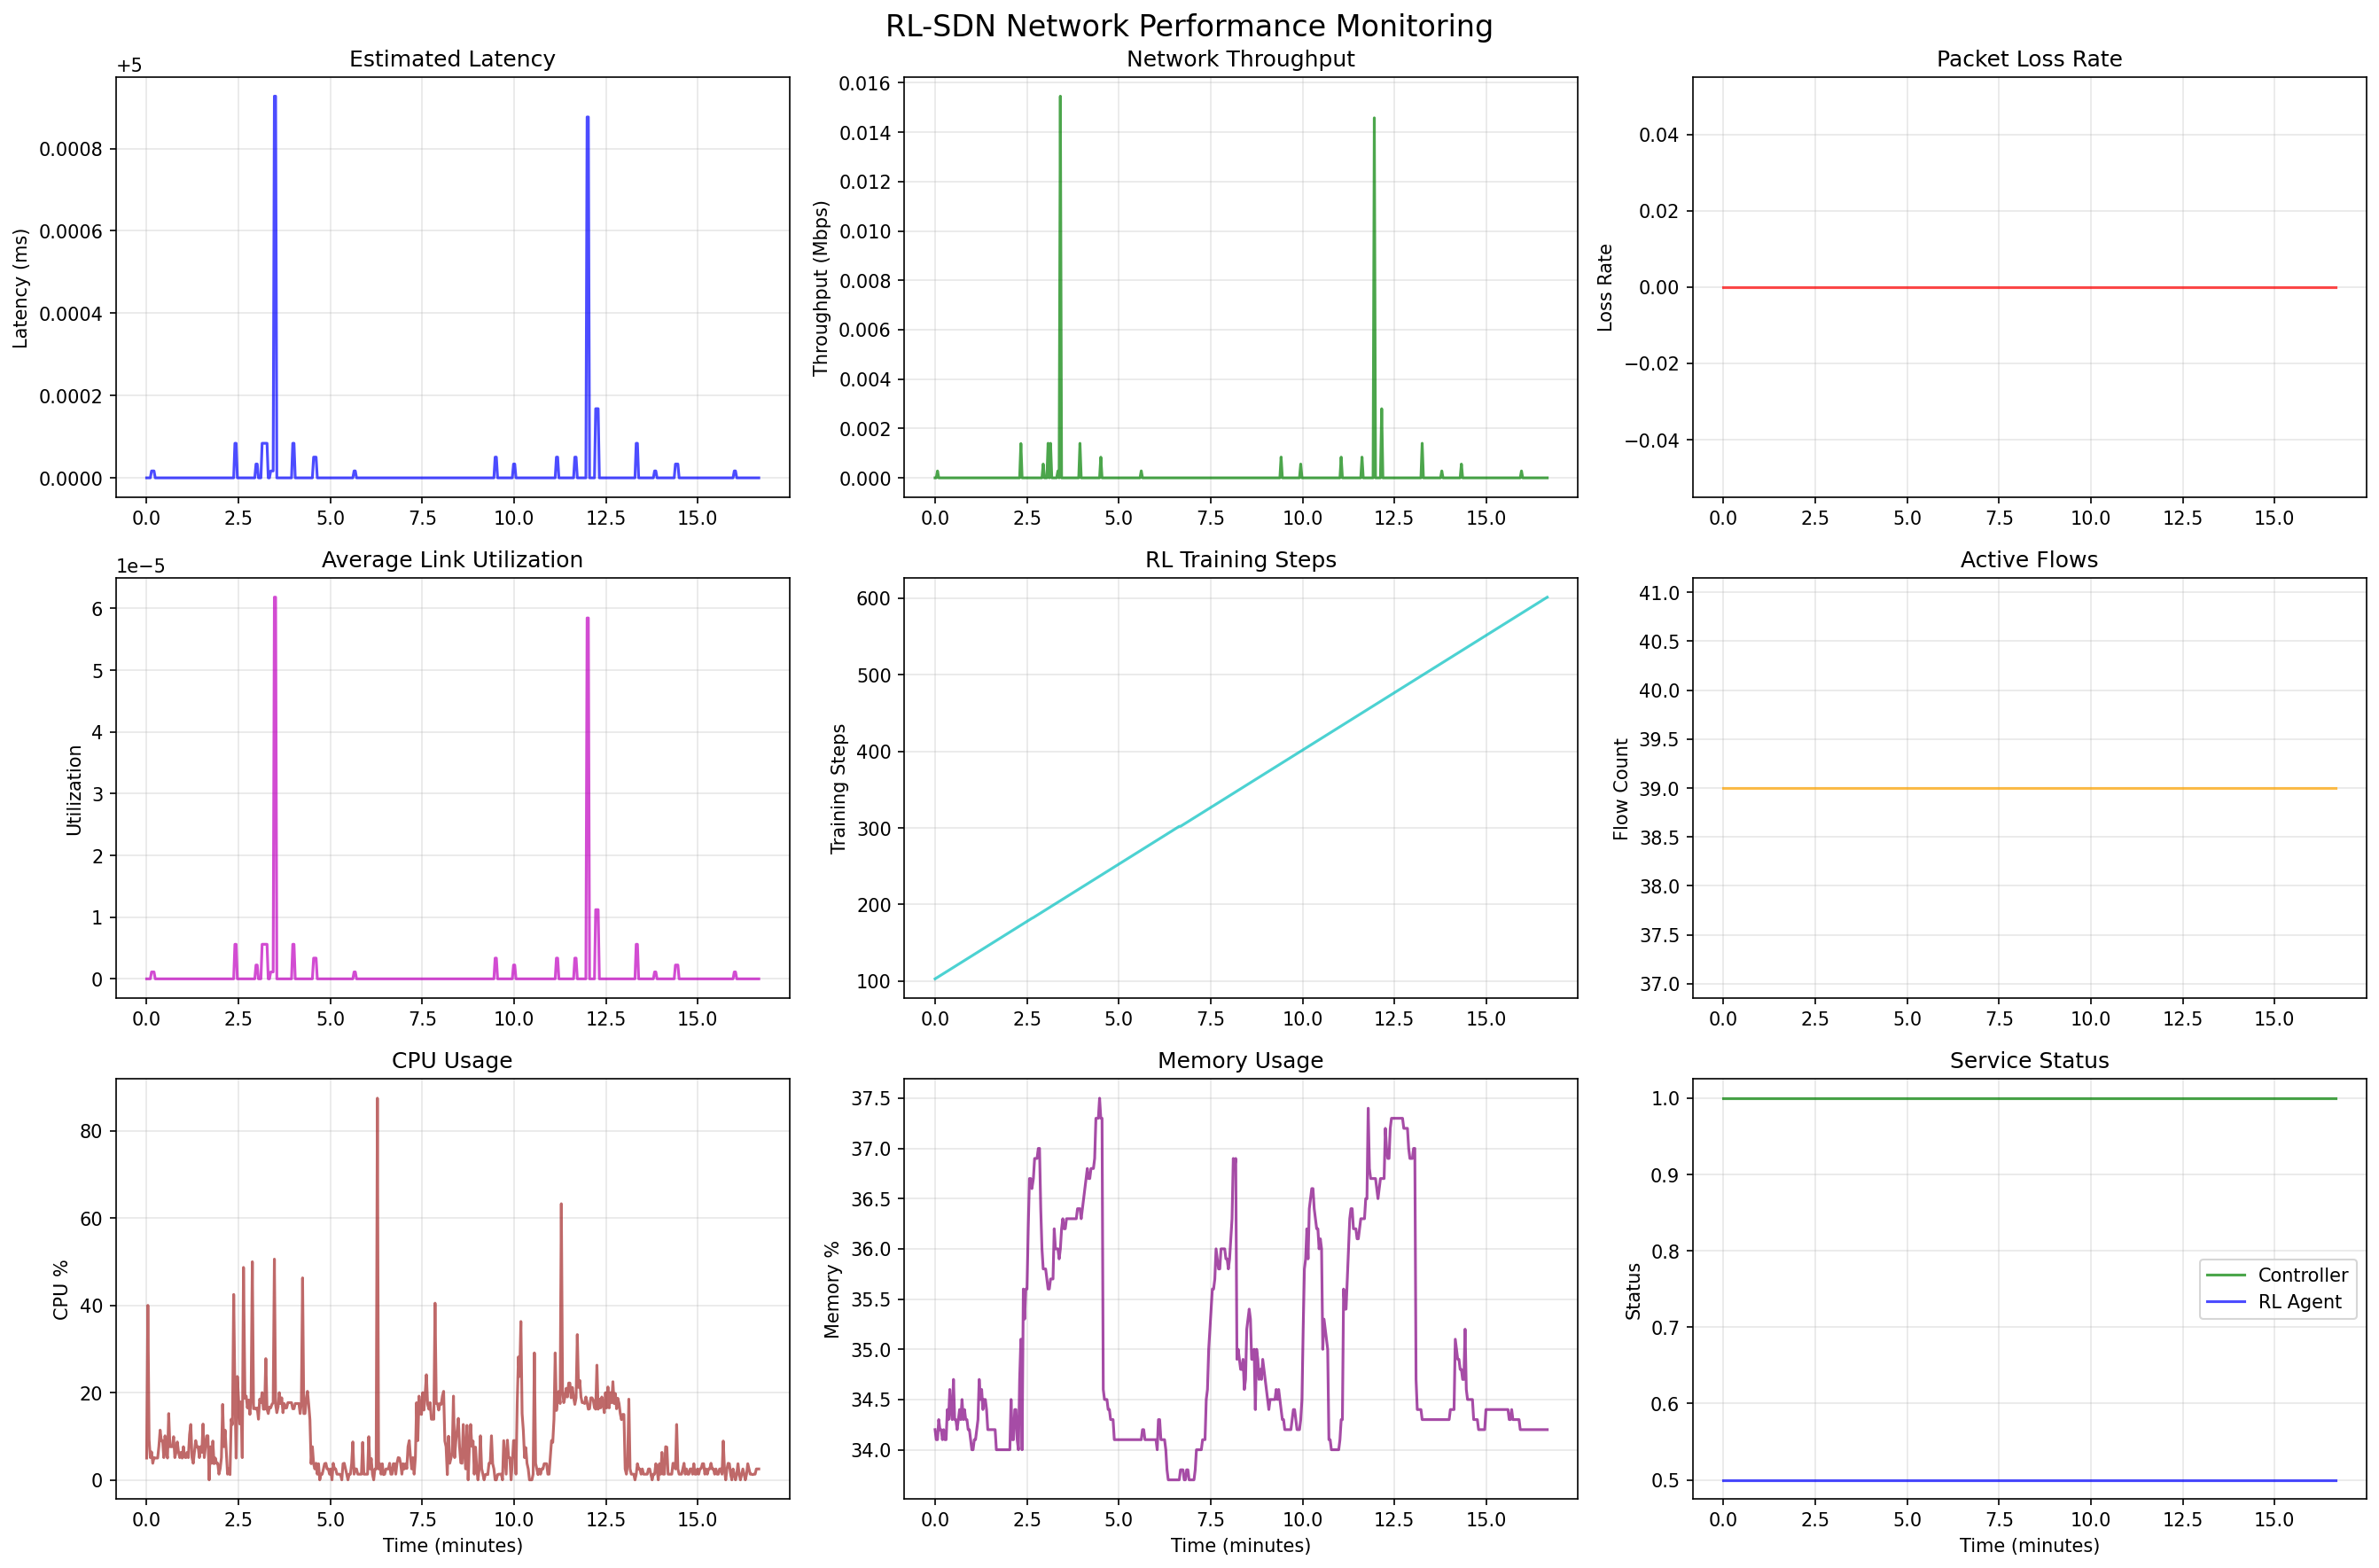 RL-SDN Network Performance Monitoring
Estimated Latency
+5
Latency (ms)
0.0008
0.0006
0.0004
0.0002
0.0000
0.0 2.5 5.0 7.5 10.0 12.5 15.0
Network Throughput
Throughput (Mbps)
0.016
0.014
0.012
0.010
0.008
0.006
0.004
0.002
0.000
0.0 2.5 5.0 7.5 10.0 12.5 15.0
Packet Loss Rate
Loss Rate
0.04
0.02
0.00
−0.02
−0.04
0.0 2.5 5.0 7.5 10.0 12.5 15.0
Average Link Utilization
1e−5
Utilization
6
5
4
3
2
1
0
0.0 2.5 5.0 7.5 10.0 12.5 15.0
RL Training Steps
Training Steps
600
500
400
300
200
100
0.0 2.5 5.0 7.5 10.0 12.5 15.0
Active Flows
Flow Count
41.0
40.5
40.0
39.5
39.0
38.5
38.0
37.5
37.0
0.0 2.5 5.0 7.5 10.0 12.5 15.0
CPU Usage
CPU %
80
60
40
20
0
0.0 2.5 5.0 7.5 10.0 12.5 15.0
Time (minutes)
Memory Usage
Memory %
37.5
37.0
36.5
36.0
35.5
35.0
34.5
34.0
0.0 2.5 5.0 7.5 10.0 12.5 15.0
Time (minutes)
Service Status
Status
1.0
0.9
0.8
0.7
0.6
0.5
Controller
RL Agent
0.0 2.5 5.0 7.5 10.0 12.5 15.0
Time (minutes)